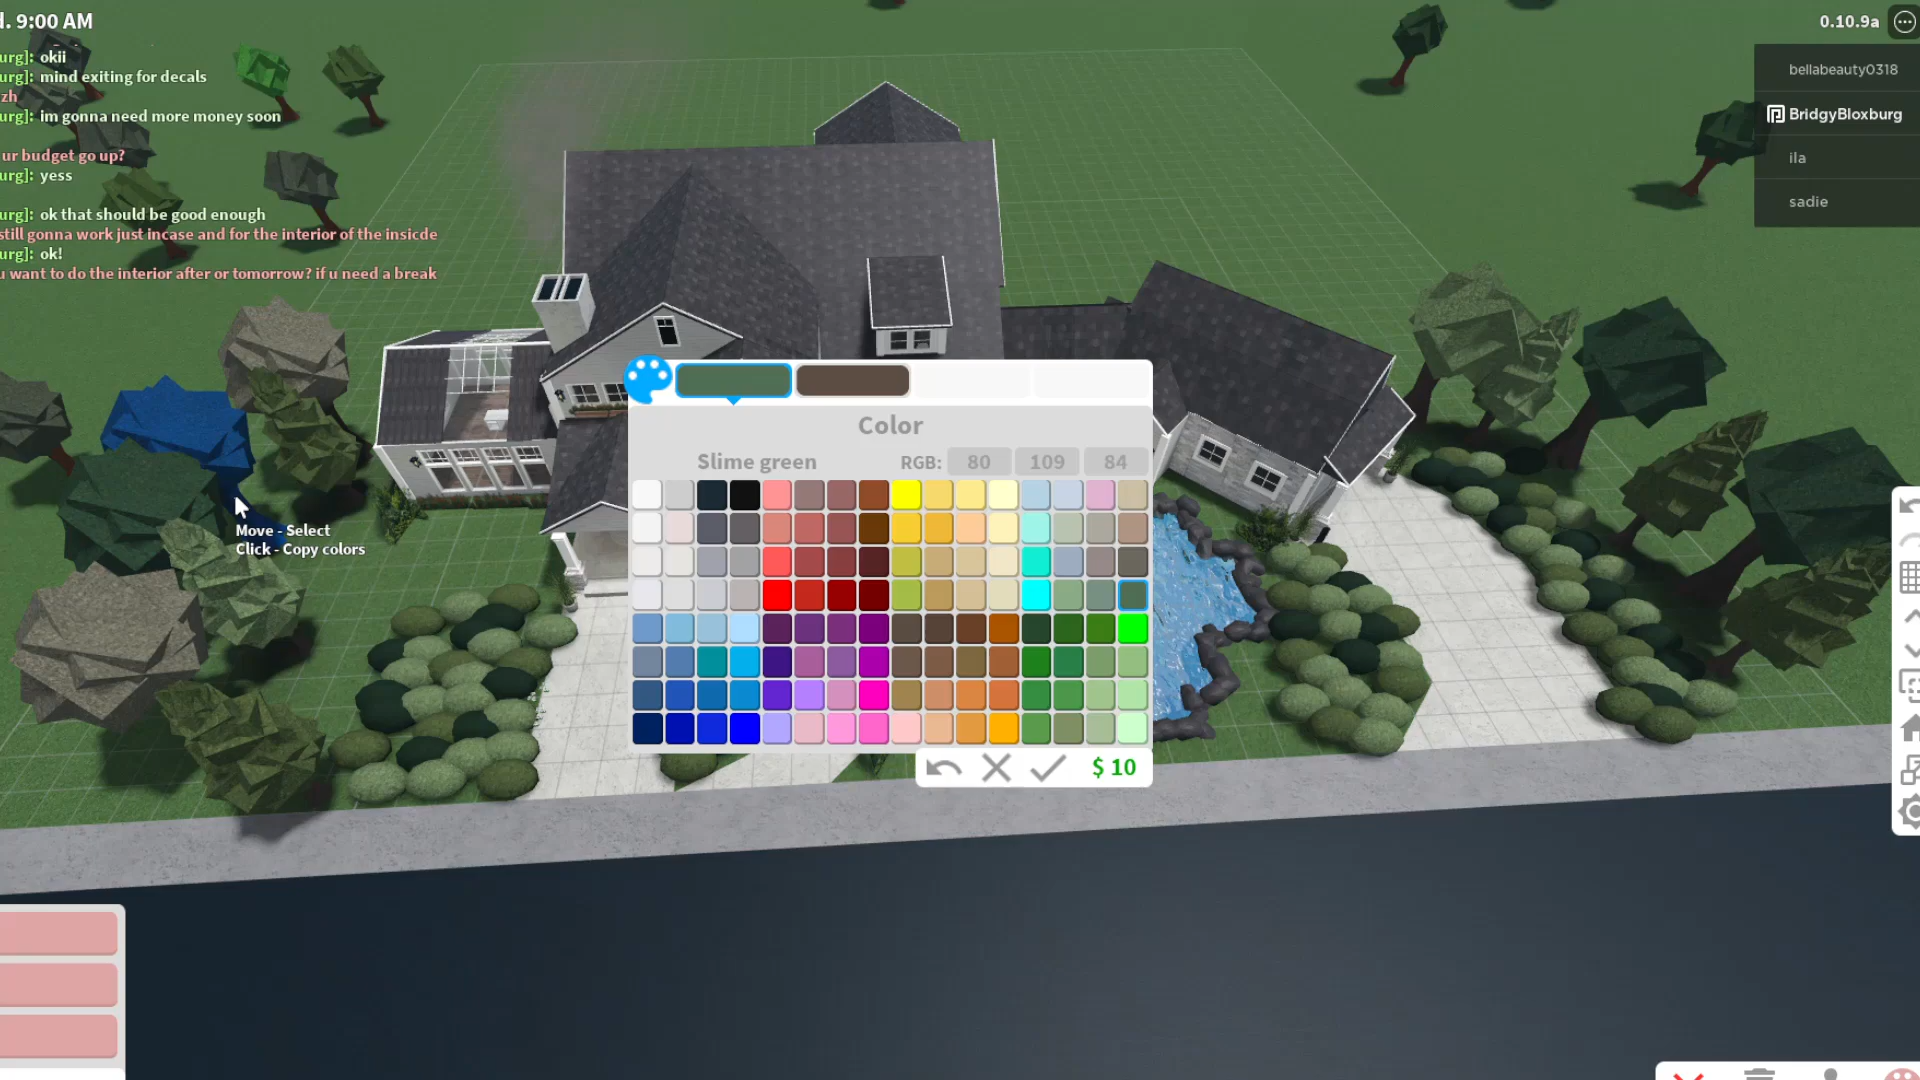 d. 9:00 AM
urg]: okii
urg]: mind exiting for decals
zh
urg]: im gonna need more money soon
ur budget go up?
urg]: yess
urg]: ok that should be good enough
still gonna work just incase and for the interior of the insicde
urg]: ok!
u want to do the interior after or tomorrow? if u need a break
0.10.9a
bellabeauty0318
BridgyBloxburg
ila
sadie
Color
Slime green
RGB: 80 109 84
Move - Select
Click - Copy colors
$ 10